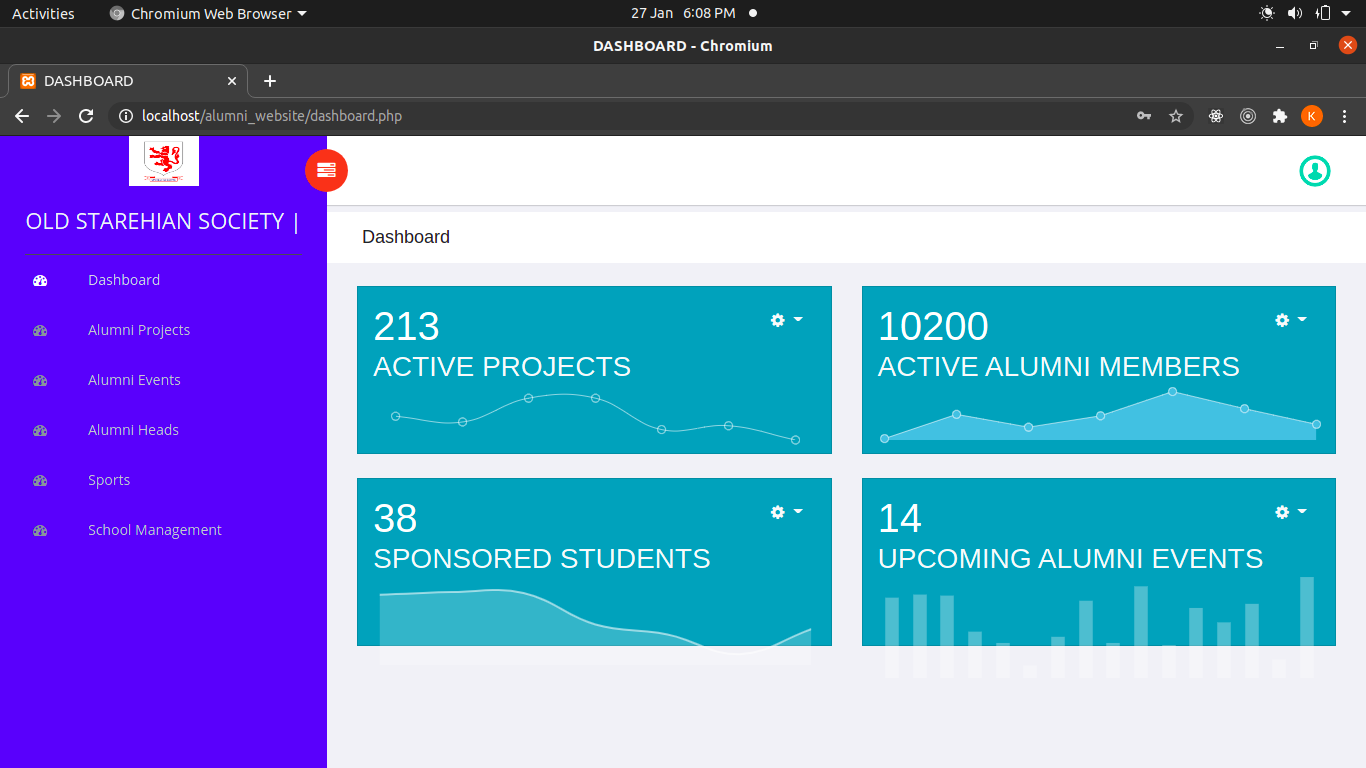 Activities
Chromium Web Browser
27 Jan 6:08 PM
DASHBOARD - Chromium
DASHBOARD
localhost/alumni_website/dashboard.php
K
OLD STAREHIAN SOCIETY |
Dashboard
Alumni Projects
Alumni Events
Alumni Heads
Sports
School Management
Dashboard
213
ACTIVE PROJECTS
10200
ACTIVE ALUMNI MEMBERS
38
SPONSORED STUDENTS
14
UPCOMING ALUMNI EVENTS